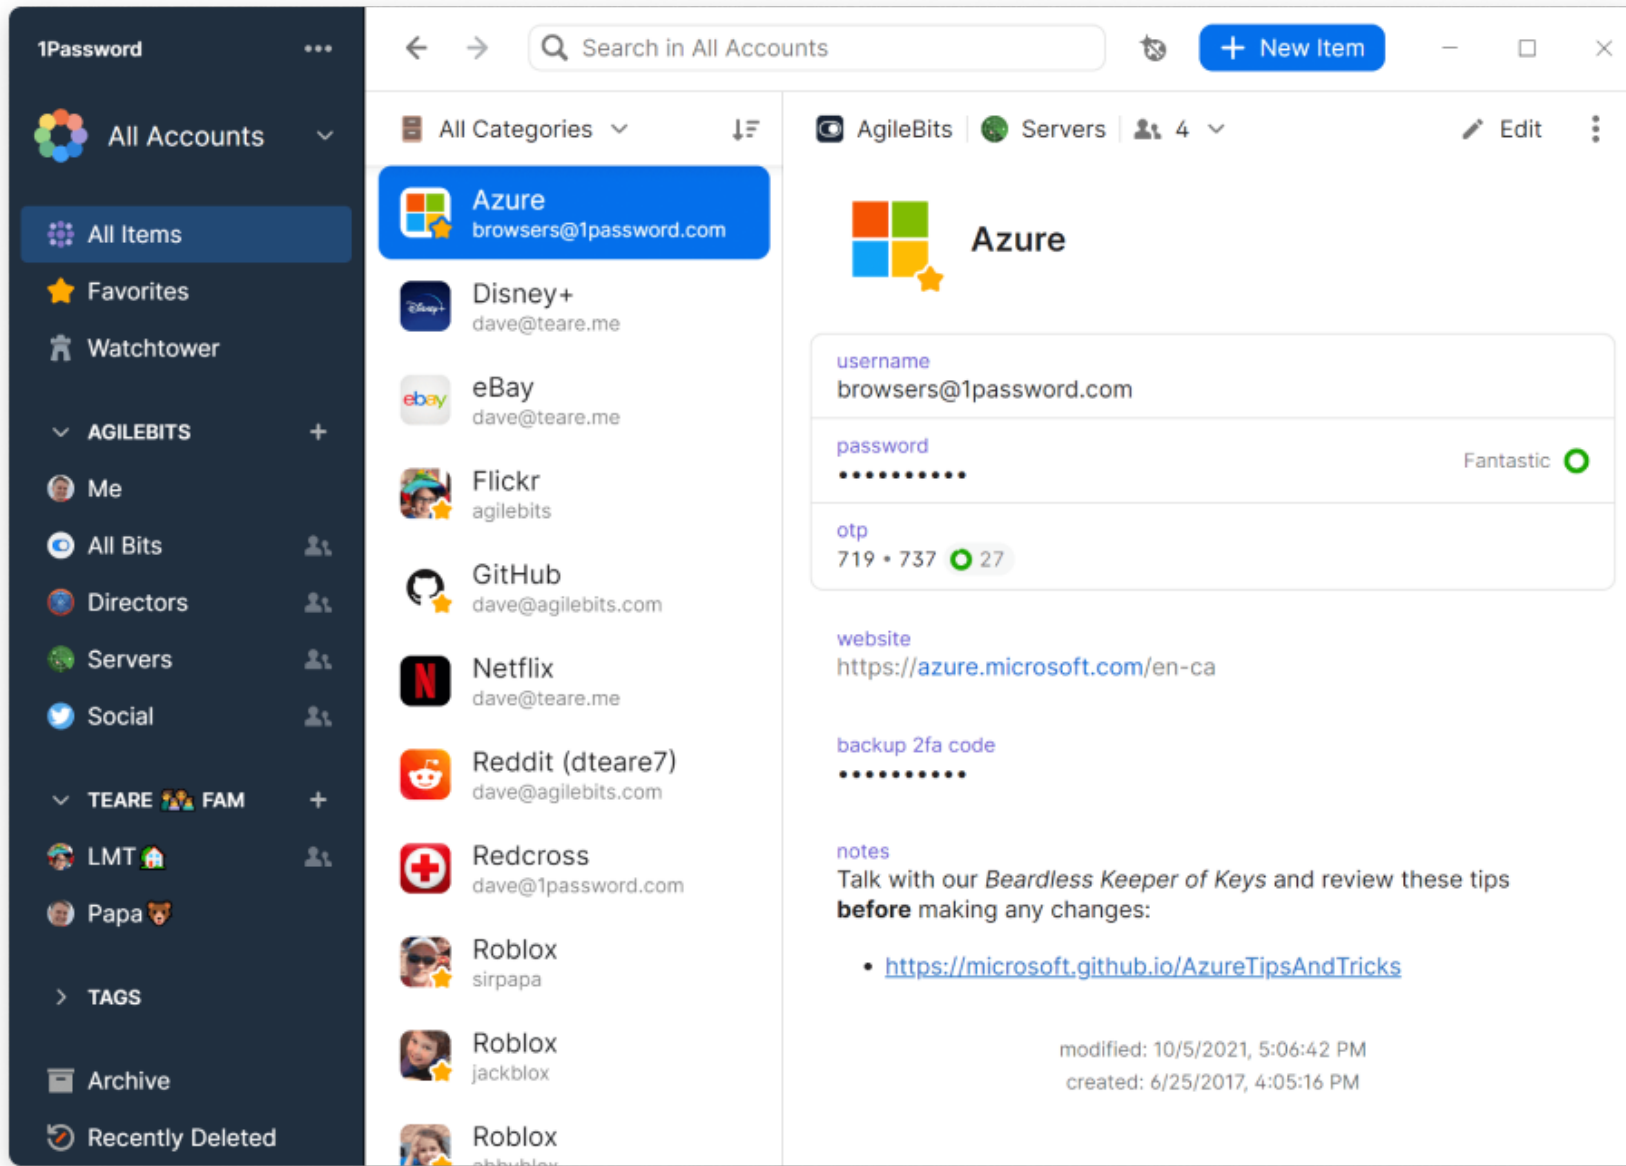 1Password
All Accounts
All Items
Favorites
Watchtower
AGILEBITS
Me
All Bits
Directors
Servers
Social
TEARE FAM
LMT
Papa
TAGS
Archive
Recently Deleted
Search in All Accounts
+ New Item
All Categories
Azure
browsers@1password.com
Disney+
Disney+
dave@teare.me
ebay
eBay
dave@teare.me
Flickr
agilebits
GitHub
dave@agilebits.com
N
Netflix
dave@teare.me
Reddit (dteare7)
dave@agilebits.com
Redcross
dave@1password.com
Roblox
sirpapa
Roblox
jackblox
Roblox
AgileBits
Servers
4
Edit
Azure
username
browsers@1password.com
password
••••••••••
Fantastic
otp
719 • 737 27
website
https://azure.microsoft.com/en-ca
backup 2fa code
••••••••••
notes
Talk with our Beardless Keeper of Keys and review these tips
before making any changes:
• https://microsoft.github.io/AzureTipsAndTricks
modified: 10/5/2021, 5:06:42 PM
created: 6/25/2017, 4:05:16 PM